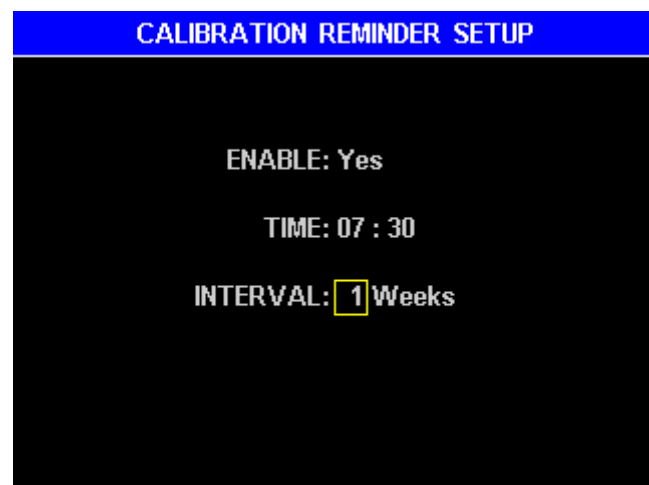 CALIBRATION REMINDER SETUP
ENABLE: Yes
TIME: 07 : 30
INTERVAL: 1 Weeks